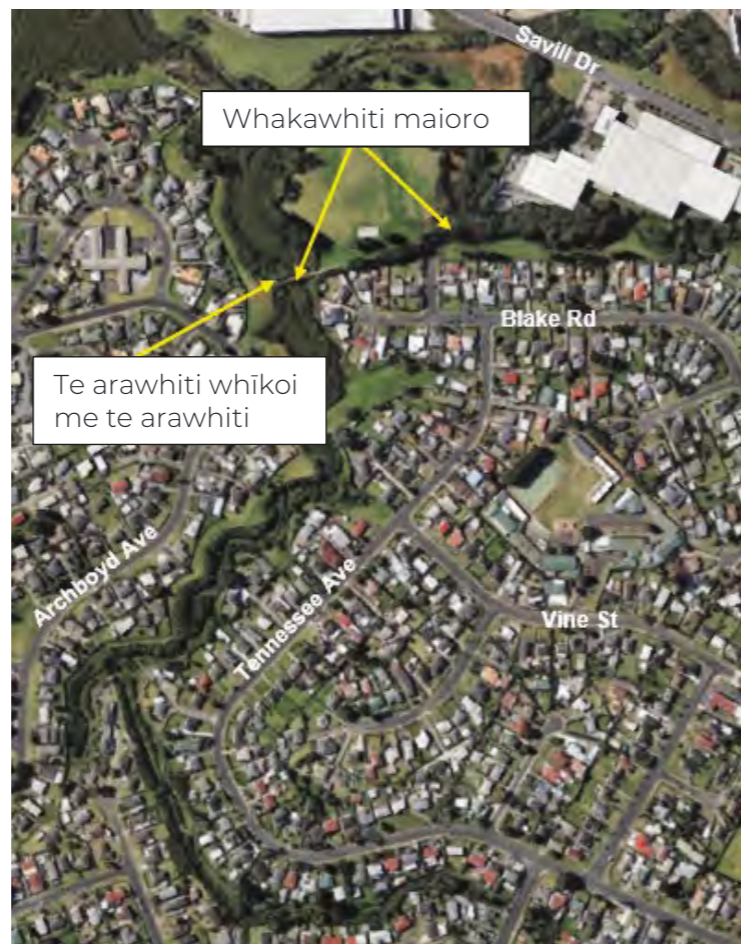 Savill Dr
Whakawhiti maioro
Blake Rd
Te arawhiti whīkoi
me te arawhiti
Archboyd Ave
Tennessee Ave
Vine St